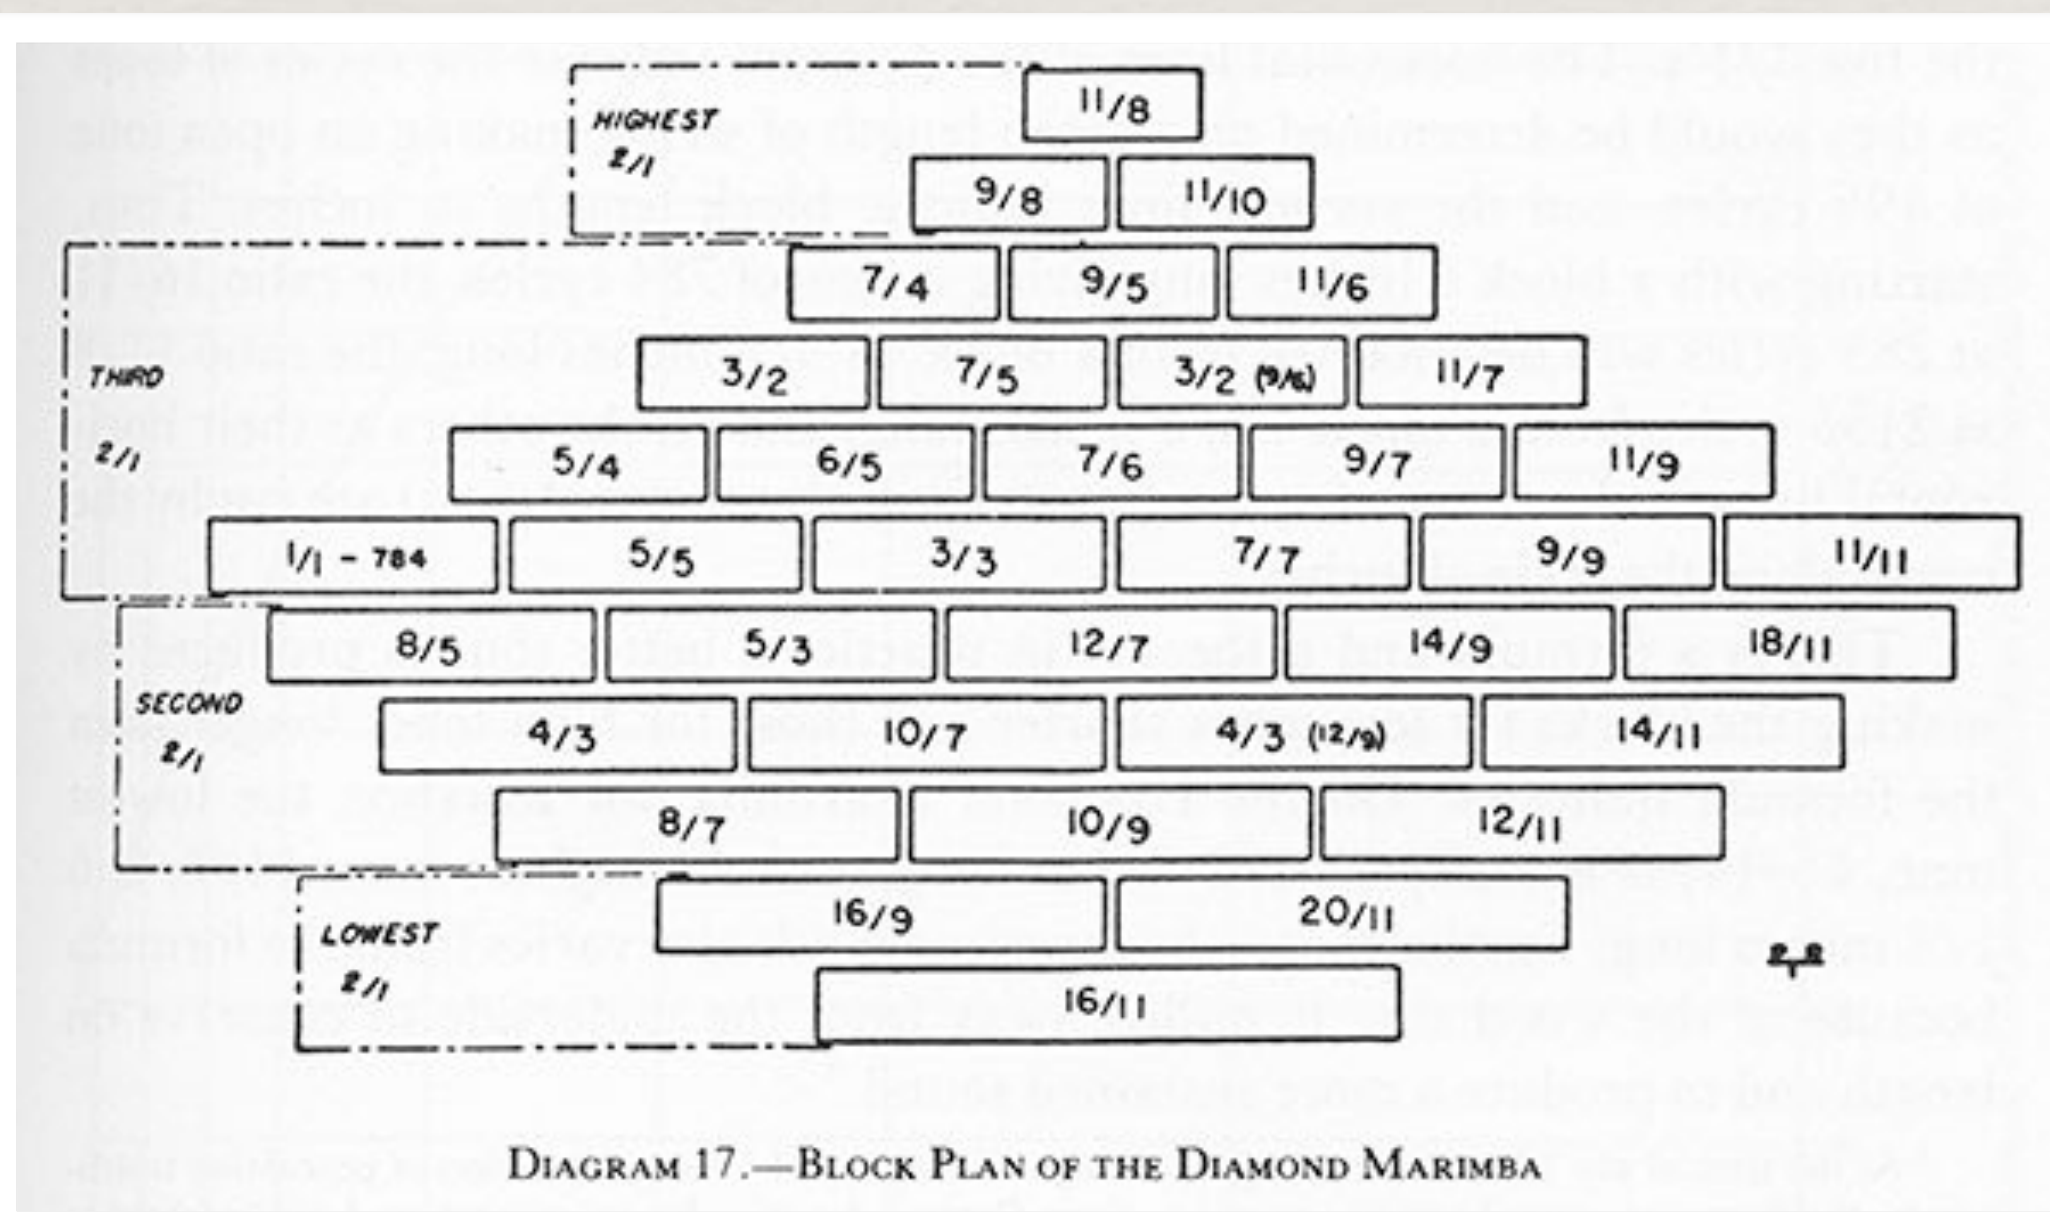 HIGHEST
2/1
11/8
9/8 11/10
THIRD
2/1
7/4 9/5 11/6
3/2 7/5 3/2 (9/6) 11/7
5/4 6/5 7/6 9/7 11/9
1/1 - 784 5/5 3/3 7/7 9/9 11/11
SECOND
2/1
8/5 5/3 12/7 14/9 18/11
4/3 10/7 4/3 (12/9) 14/11
8/7 10/9 12/11
LOWEST
2/1
16/9 20/11
16/11
DIAGRAM 17.—BLOCK PLAN OF THE DIAMOND MARIMBA